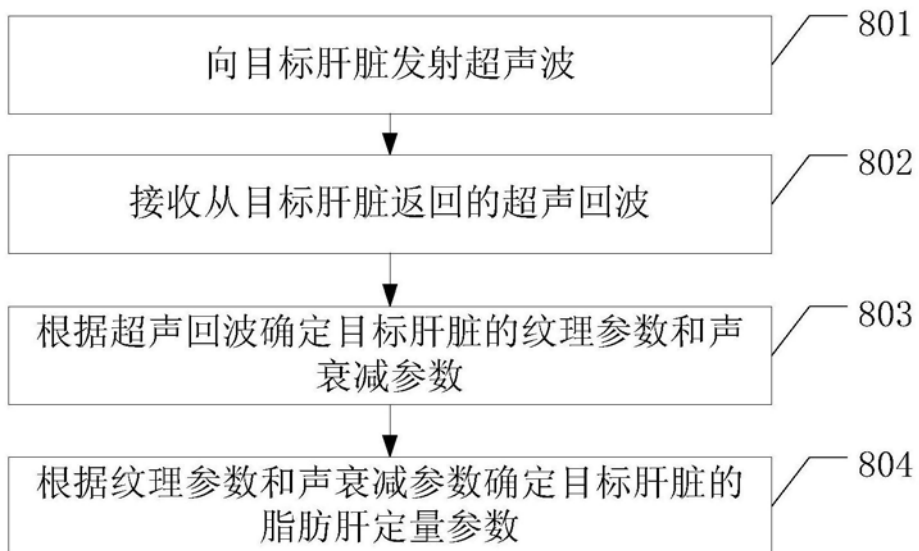 801
向目标肝脏发射超声波
802
接收从目标肝脏返回的超声回波
803
根据超声回波确定目标肝脏的纹理参数和声
衰减参数
804
根据纹理参数和声衰减参数确定目标肝脏的
脂肪肝定量参数